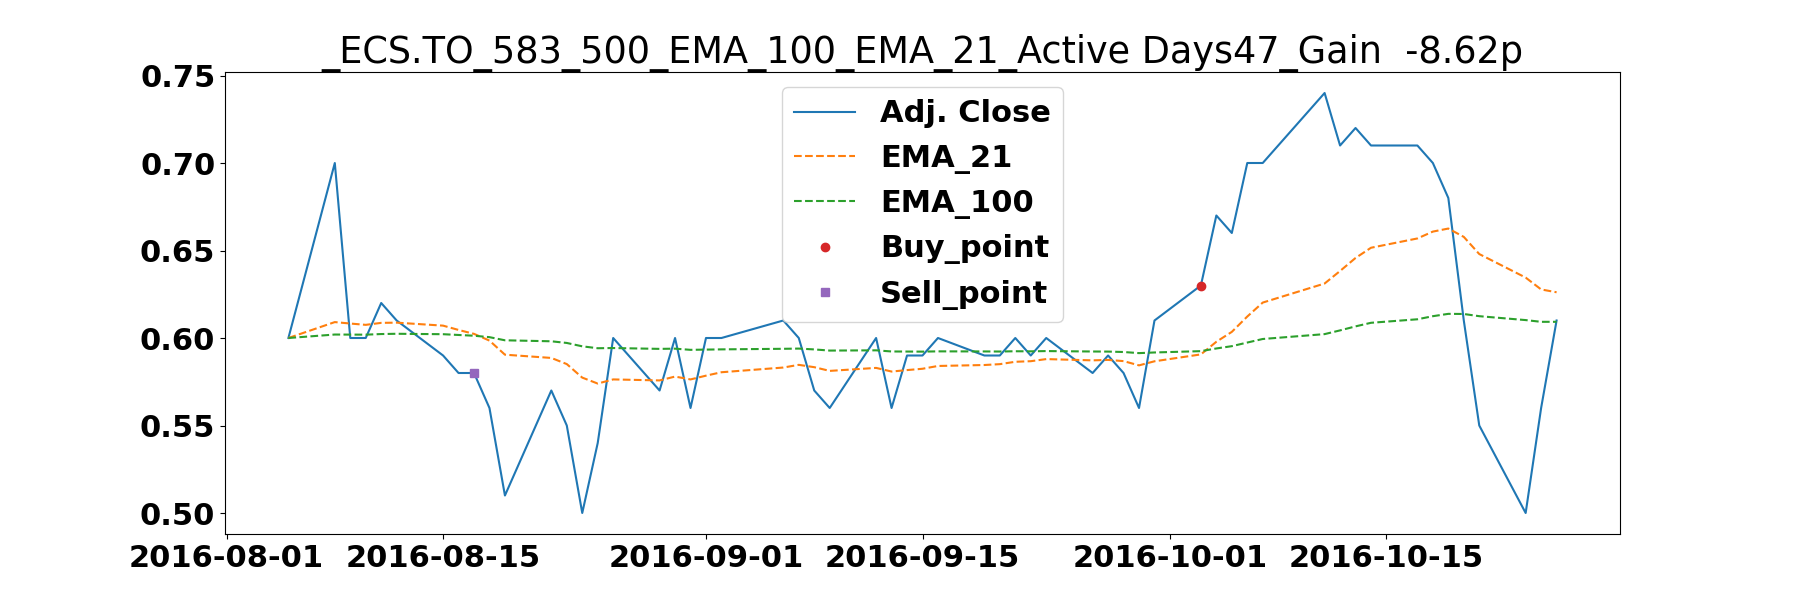 _ECS.TO_583_500_EMA_100_EMA_21_Active Days47_Gain  -8.62p
0.75
0.70
0.65
0.60
0.55
0.50
Adj. Close
EMA_21
EMA_100
Buy_point
Sell_point
2016-08-01 2016-08-15 2016-09-01 2016-09-15 2016-10-01 2016-10-15